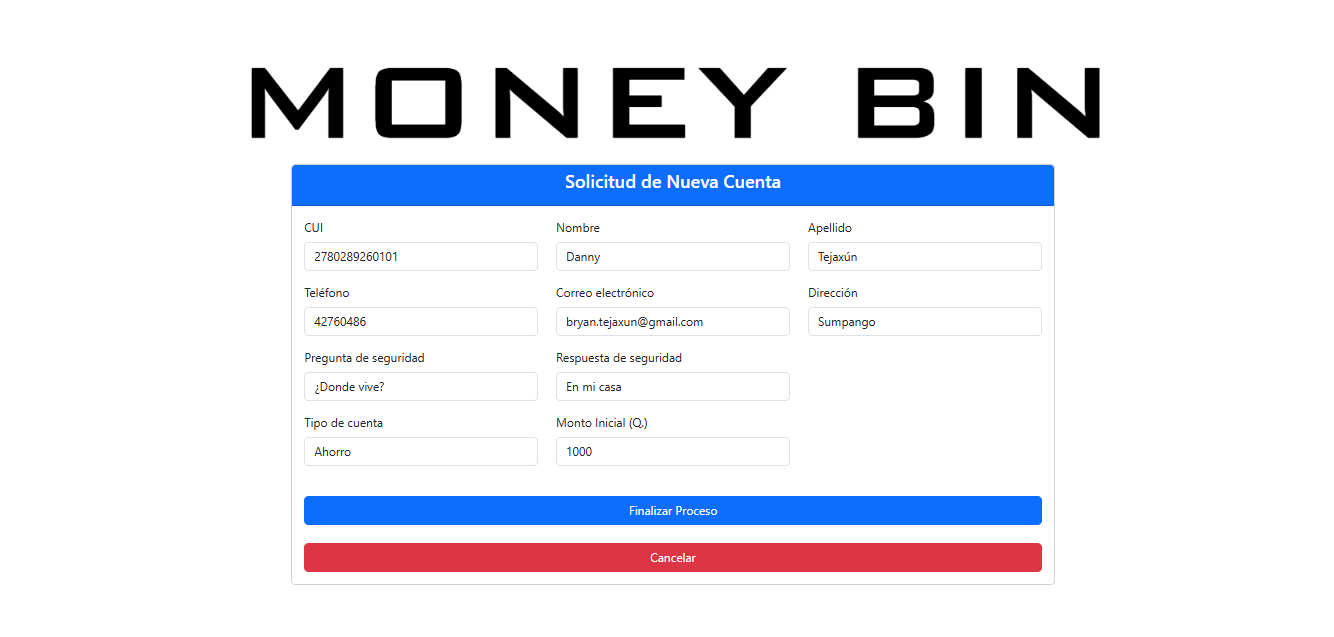 MONEY BIN
Solicitud de Nueva Cuenta
CUI Nombre Apellido
2780289260101 Danny Tejaxún
Teléfono Correo electrónico Dirección
42760486 bryan.tejaxun@gmail.com Sumpango
Pregunta de seguridad Respuesta de seguridad
¿Donde vive? En mi casa
Tipo de cuenta Monto Inicial (Q.)
Ahorro 1000
Finalizar Proceso
Cancelar